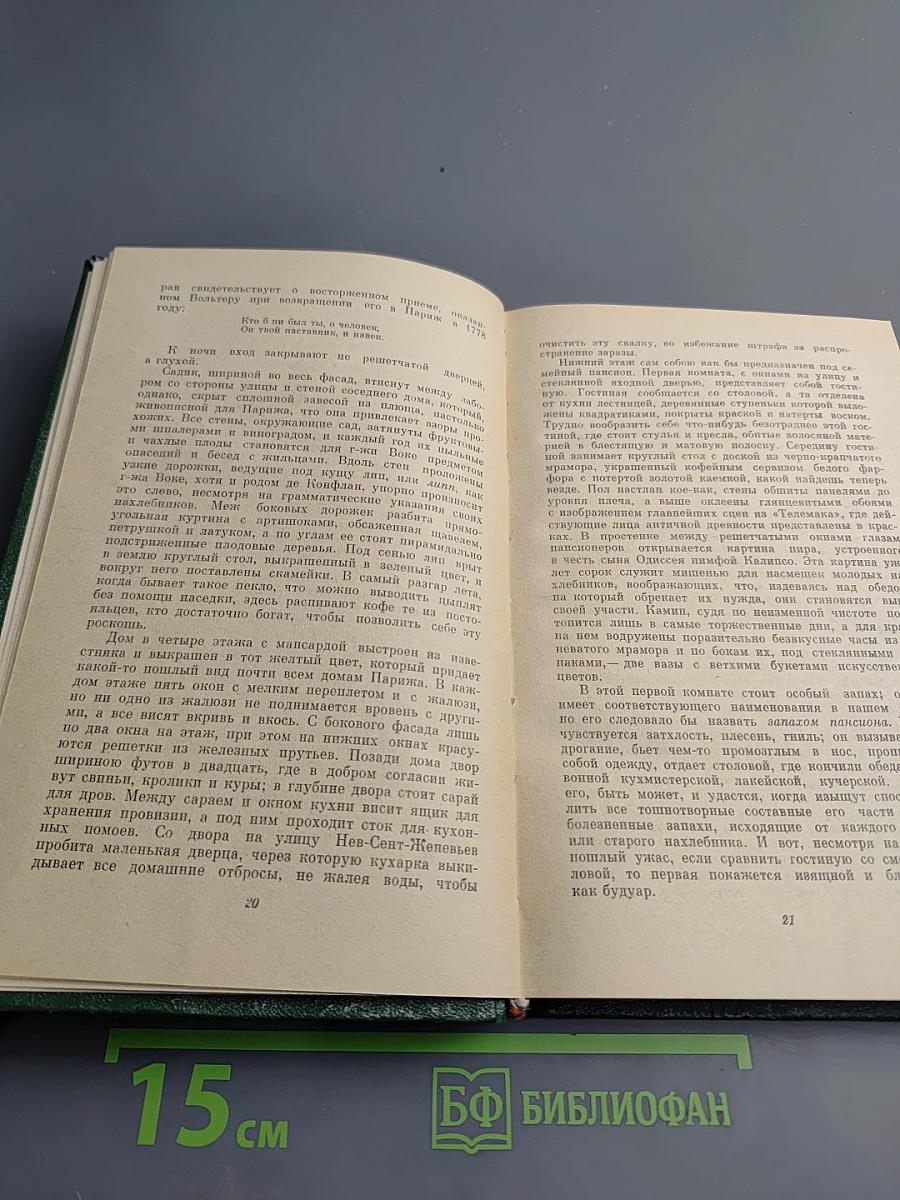 рая свидетельствует о восторженном приеме, оказан-
ном Вольтеру при возвращении его в Париж в 1778
году:
Кто б ни был ты, о человек,
Он твой наставник, и навек.
К ночи вход закрывают не решетчатой дверцей,
а глухой.
Садик, шириной во весь фасад, втиснут между забо-
ром со стороны улицы и стеной соседнего дома, который,
однако, скрыт сплошной завесой из плюща, настолько
живописной для Парижа, что она привлекает взоры про-
хожих. Все стены, окружающие сад, затянуты фруктовы-
ми шпалерами и виноградом, и каждый год их пыльные
и чахлые плоды становятся для г-жи Воке предметом
опасений и бесед с жильцами. Вдоль стен проложены
узкие дорожки, ведущие под кущу лип, или липп, как
г-жа Воке, хотя и родом де Конфлан, упорно произносит
это слово, несмотря на грамматические указания своих
нахлебников. Меж боковых дорожек разбита прямо-
угольная куртина с артишоками, обсаженная щавелем,
петрушкой и латуком, а по углам ее стоят пирамидально
подстриженные плодовые деревья. Под сенью лип врыт
в землю круглый стол, выкрашенный в зеленый цвет, и
вокруг него поставлены скамейки. В самый разгар лета,
когда бывает такое пекло, что можно выводить цыплят
без помощи наседки, здесь распивают кофе те из посто-
яльцев, кто достаточно богат, чтобы позволить себе эту
роскошь.
Дом в четыре этажа с мансардой выстроен из изве-
стняка и выкрашен в тот желтый цвет, который придает
какой-то пошлый вид почти всем домам Парижа. В каж-
дом этаже пять окон с мелким переплетом и с жалюзи,
но ни одно из жалюзи не поднимается вровень с други-
ми, а все висят вкривь и вкось. С бокового фасада лишь
по два окна на этаж, при этом на нижних окнах красу-
ются решетки из железных прутьев. Позади дома двор
шириною футов в двадцать, где в добром согласии жи-
вут свиньи, кролики и куры; в глубине двора стоит сарай
для дров. Между сараем и окном кухни висит ящик для
хранения провизии, а под ним проходит сток для кухон-
ных помоев. Со двора на улицу Нев-Сент-Женевьев
пробита маленькая дверца, через которую кухарка выки-
дывает все домашние отбросы, не жалея воды, чтобы
20
очистить эту свалку, во избежание штрафа за распро-
странение заразы.
Нижний этаж сам собою как бы предназначен под се-
мейный пансион. Первая комната, с окнами на улицу и
стеклянной входной дверью, представляет собой гости-
ную. Гостиная сообщается со столовой, а та отделена
от кухни лестницей, деревянные ступеньки которой выло-
жены квадратиками, покрыты краской и натерты воском.
Трудно вообразить себе что-нибудь безотраднее этой гос-
тиной, где стоят стулья и кресла, обитые волосяной мате-
рией в блестящую и матовую полоску. Середину гости-
ной занимает круглый стол с доской из черно-крапчатого
мрамора, украшенный кофейным сервизом белого фар-
фора с потертой золотой каемкой, какой найдешь теперь
везде. Пол настлан кое-как, стены обшиты панелями до
уровня плеча, а выше оклеены глянцевитыми обоями
с изображением главнейших сцен из «Телемака», где дей-
ствующие лица античной древности представлены в крас-
ках. В простенке между решетчатыми окнами глазам
пансионеров открывается картина пира, устроенного
в честь сына Одиссея нимфой Калипсо. Эта картина уж
лет сорок служит мишенью для насмешек молодых на
хлебников, воображающих, что, издеваясь над обедо
на который обрекает их нужда, они становятся вы
своей участи. Камин, судя по неизменной чистоте по
топится лишь в самые торжественные дни, а для кра
на нем водружены поразительно безвкусные часы из
неватого мрамора и по бокам их, под стеклянными
паками,— две вазы с ветхими букетами искусствен
цветов.
В этой первой комнате стоит особый запах; о
имеет соответствующего наименования в нашем
но его следовало бы назвать запахом пансиона.
чувствуется затхлость, плесень, гниль; он вызыве
дрогание, бьет чем-то промозглым в нос, прони
собой одежду, отдает столовой, где кончили обеда
вонной кухмистерской, лакейской, кучерской.
его, быть может, и удастся, когда изыщут спос
лить все тошнотворные составные его части
болезненные запахи, исходящие от каждого
или старого нахлебника. И вот, несмотря на
пошлый ужас, если сравнить гостиную со сме
ловой, то первая покажется изящной и бл
как будуар.
21
15 см
БФ БИБЛИОФАН